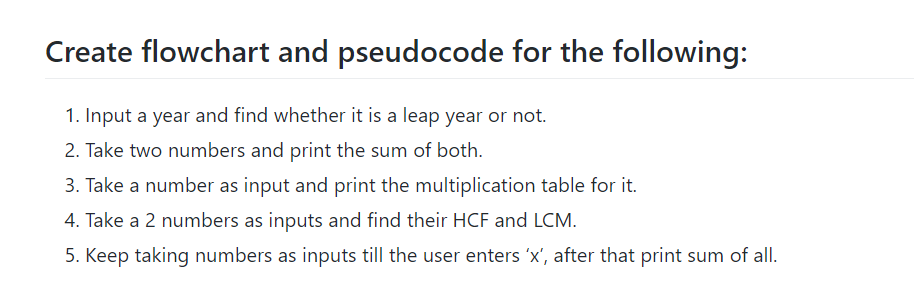 Create flowchart and pseudocode for the following:
1. Input a year and find whether it is a leap year or not.
2. Take two numbers and print the sum of both.
3. Take a number as input and print the multiplication table for it.
4. Take a 2 numbers as inputs and find their HCF and LCM.
5. Keep taking numbers as inputs till the user enters ‘x’, after that print sum of all.